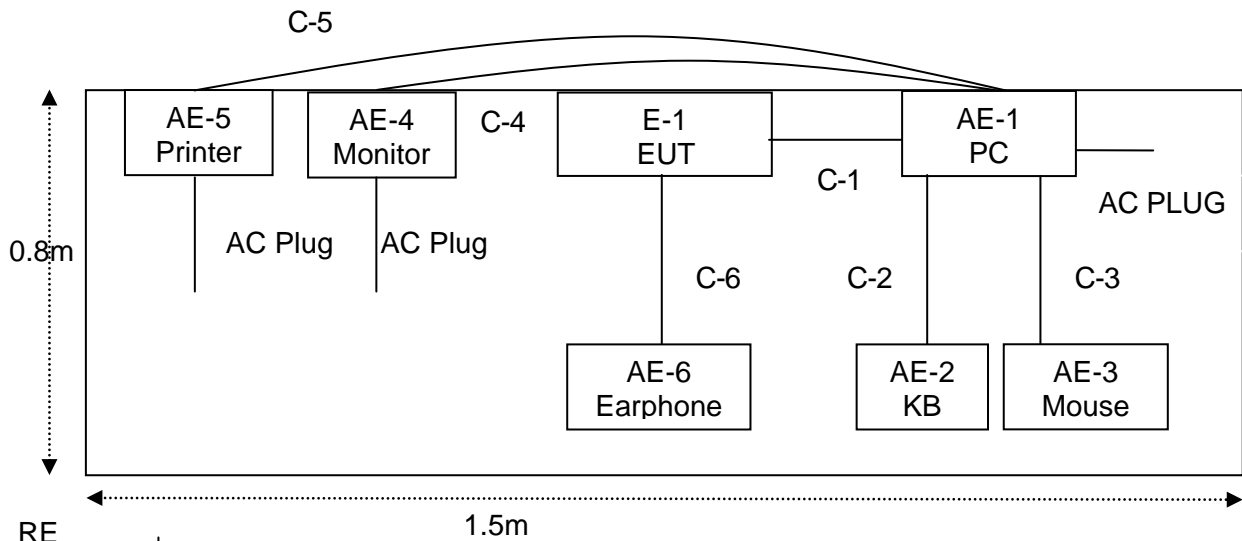 C-5
AE-5
Printer
AE-4
Monitor
C-4
E-1
EUT
C-1
AE-1
PC
AC PLUG
AC Plug
AC Plug
0.8m
C-6
C-2
C-3
AE-6
Earphone
AE-2
KB
AE-3
Mouse
1.5m
RE